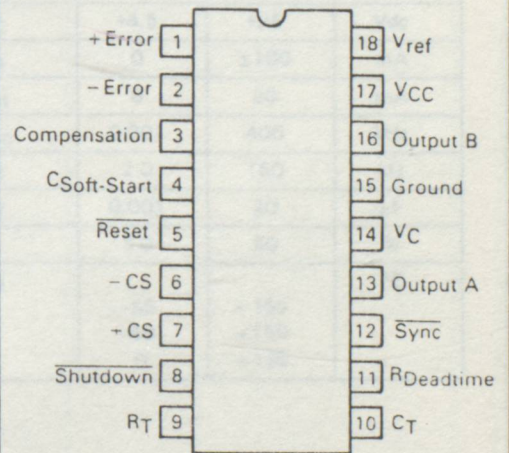 + Error 1
18 Vref
− Error 2
17 VCC
Compensation 3
16 Output B
CSoft-Start 4
15 Ground
Reset 5
14 VC
− CS 6
13 Output A
+ CS 7
12 Sync
Shutdown 8
11 RDeadtime
RT 9
10 CT